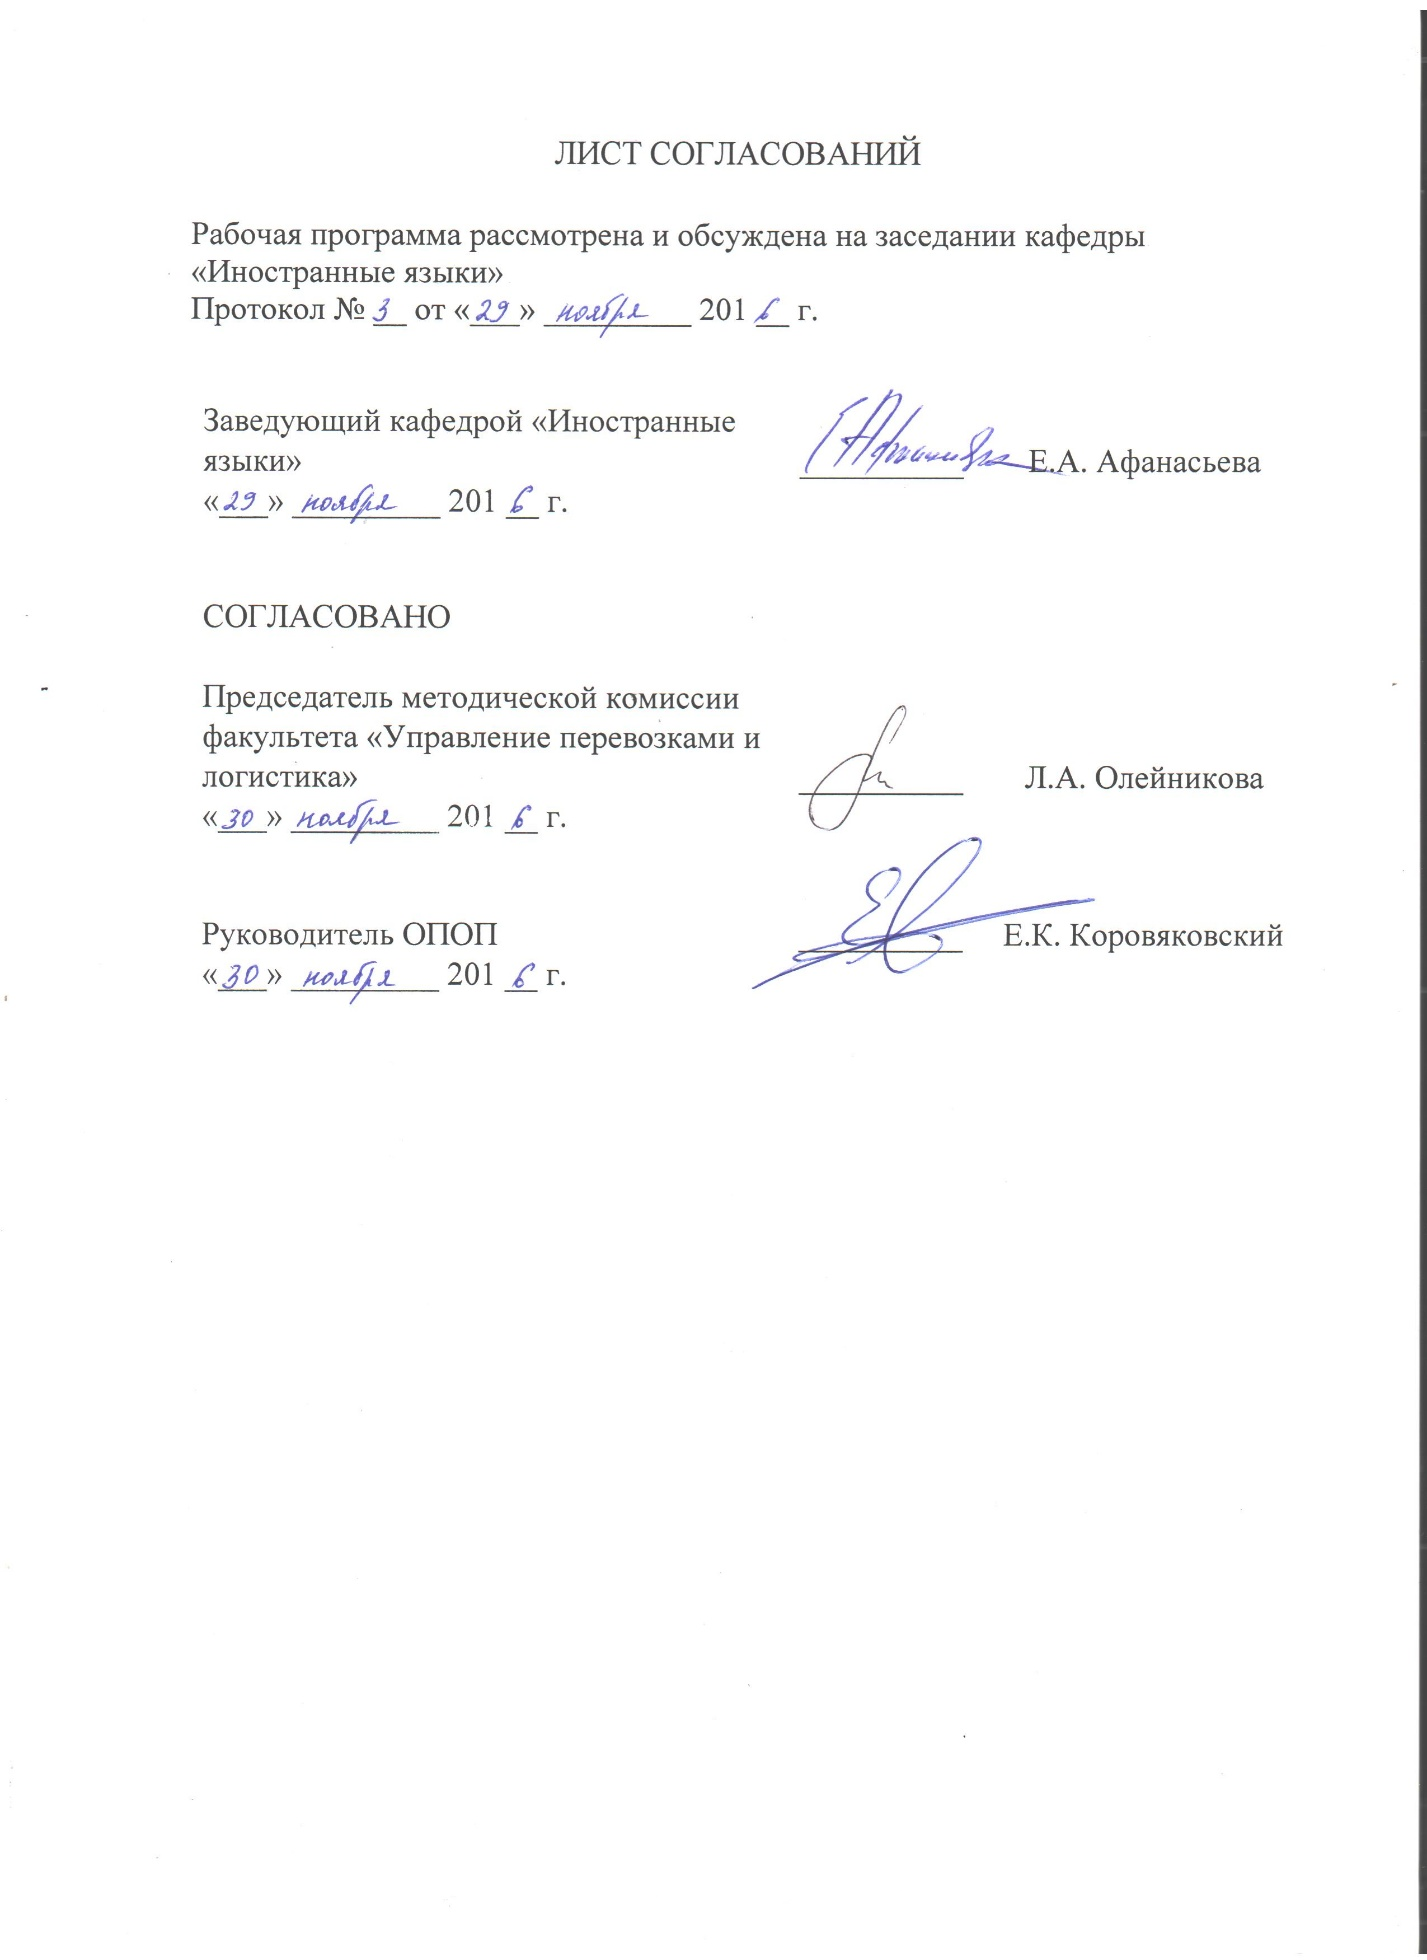 ЛИСТ СОГЛАСОВАНИЙ
Рабочая программа рассмотрена и обсуждена на заседании кафедры
«Иностранные языки»
Протокол № 3 от «29» ноября 2016 г.
Заведующий кафедрой «Иностранные
языки» Е.А. Афанасьева
«29» ноября 2016 г.
СОГЛАСОВАНО
Председатель методической комиссии
факультета «Управление перевозками и
логистика» Л.А. Олейникова
«30» ноября 2016 г.
Руководитель ОПОП Е.К. Коровяковский
«30» ноября 2016 г.